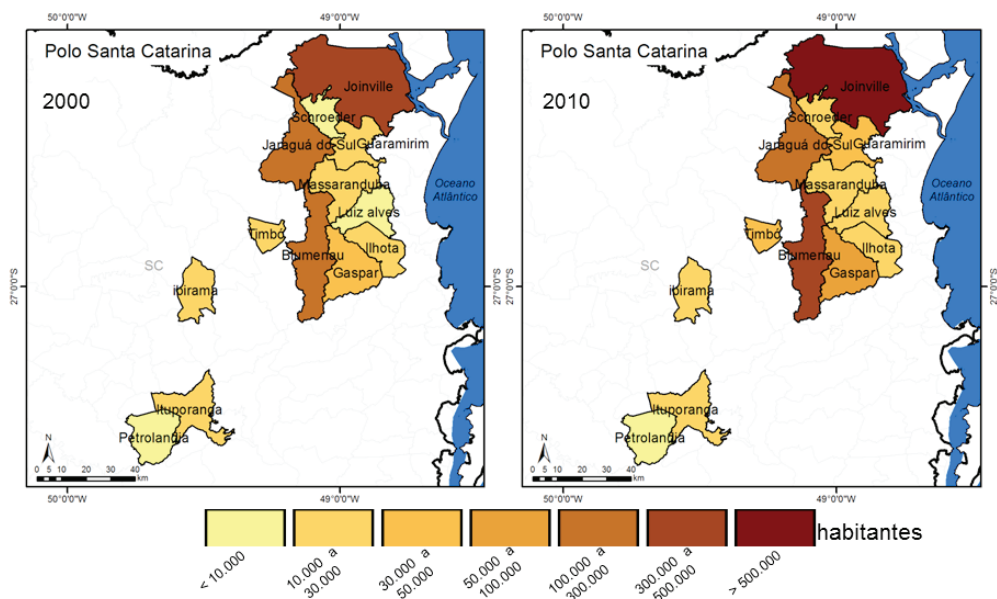 50°0'0"W
49°0'0"W
Polo Santa Catarina
2000
Joinville
Schroeder
Jaraguá do Sul
Guaramirim
Massaranduba
Luiz alves
Oceano
Atlântico
Timbó
Ilhota
Blumenau
Gaspar
SC
ibirama
27°0'0"S
Ituporanga
Petrolandia
N
0 5 10 20 30 40
km
50°0'0"W
49°0'0"W
50°0'0"W
49°0'0"W
Polo Santa Catarina
2010
Joinville
Schroeder
Jaraguá do Sul
Guaramirim
Massaranduba
Luiz alves
Oceano
Atlântico
Timbó
Ilhota
Blumenau
Gaspar
SC
ibirama
27°0'0"S
Ituporanga
Petrolandia
N
0 5 10 20 30 40
km
50°0'0"W
49°0'0"W
habitantes
< 10.000
10.000 a
30.000
30.000 a
50.000
50.000 a
100.000
100.000 a
300.000
300.000 a
500.000
> 500.000